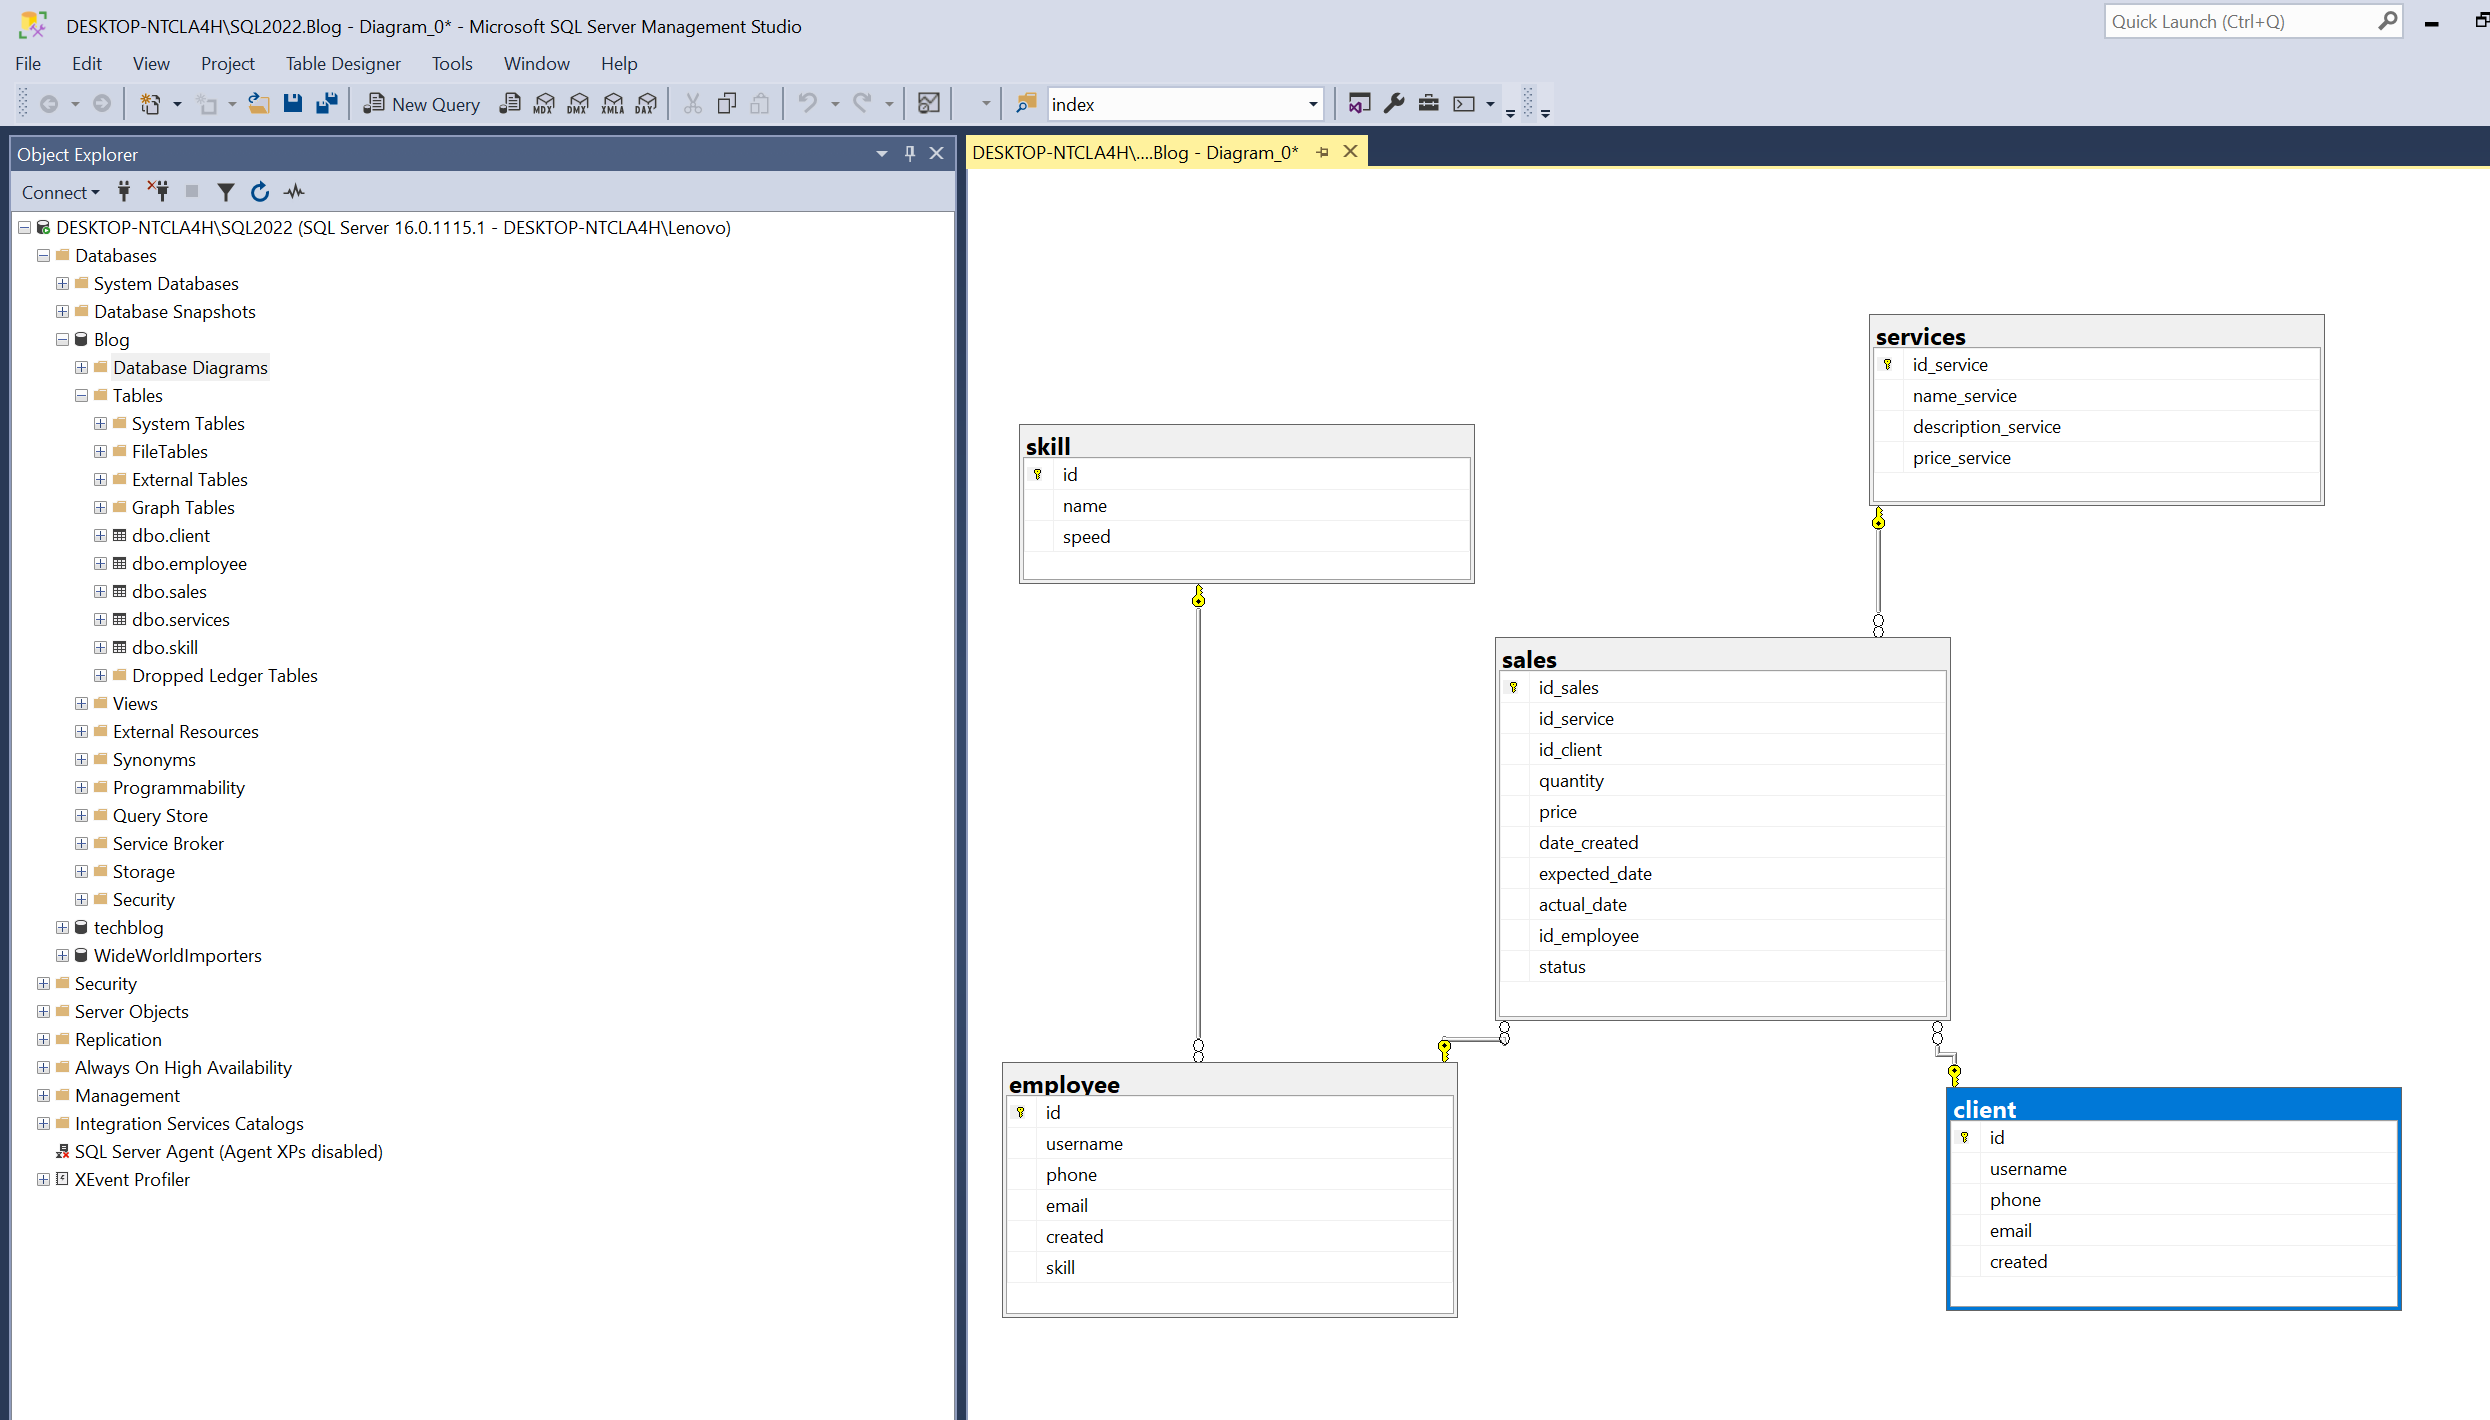 DESKTOP-NTCLA4H\SQL2022.Blog - Diagram_0* - Microsoft SQL Server Management Studio
Quick Launch (Ctrl+Q)
File Edit View Project Table Designer Tools Window Help
New Query MDX DMX XMLA DAX index
Object Explorer
DESKTOP-NTCLA4H\....Blog - Diagram_0*
Connect
DESKTOP-NTCLA4H\SQL2022 (SQL Server 16.0.1115.1 - DESKTOP-NTCLA4H\Lenovo)
Databases
System Databases
Database Snapshots
Blog
Database Diagrams
Tables
System Tables
FileTables
External Tables
Graph Tables
dbo.client
dbo.employee
dbo.sales
dbo.services
dbo.skill
Dropped Ledger Tables
Views
External Resources
Synonyms
Programmability
Query Store
Service Broker
Storage
Security
techblog
WideWorldImporters
Security
Server Objects
Replication
Always On High Availability
Management
Integration Services Catalogs
SQL Server Agent (Agent XPs disabled)
XEvent Profiler
services
id_service
name_service
description_service
price_service
skill
id
name
speed
sales
id_sales
id_service
id_client
quantity
price
date_created
expected_date
actual_date
id_employee
status
employee
id
username
phone
email
created
skill
client
id
username
phone
email
created